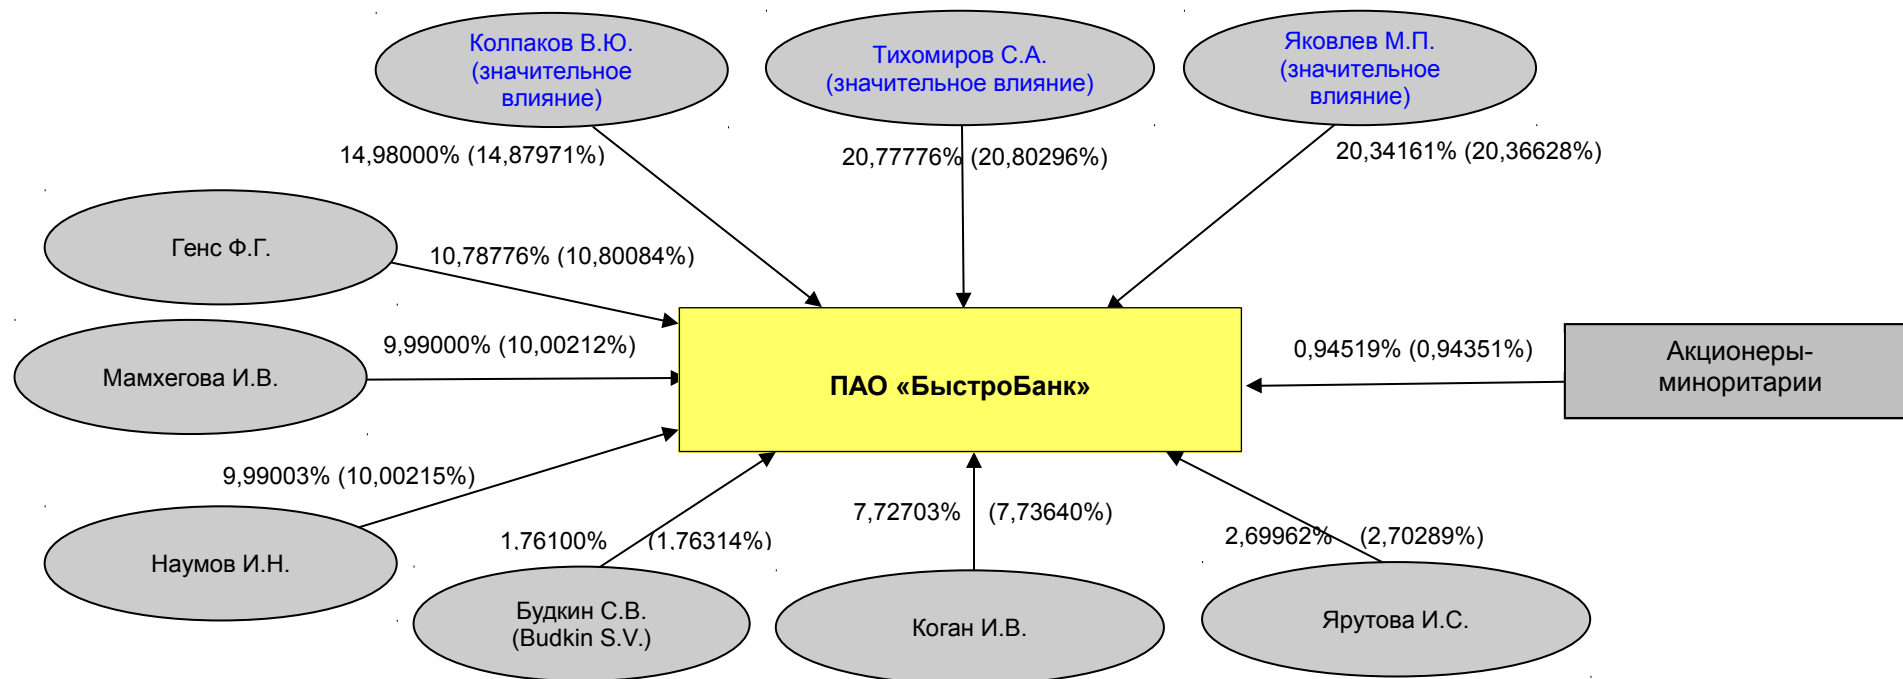 Колпаков В.Ю.
(значительное
влияние)
Тихомиров С.А.
(значительное влияние)
Яковлев М.П.
(значительное
влияние)
14,98000% (14,87971%)
20,77776% (20,80296%)
20,34161% (20,36628%)
Генс Ф.Г.
10,78776% (10,80084%)
Мамхегова И.В.
9,99000% (10,00212%)
ПАО «БыстроБанк»
0,94519% (0,94351%)
Акционеры-
миноритарии
9,99003% (10,00215%)
Наумов И.Н.
1,76100% (1,76314%)
7,72703% (7,73640%)
2,69962% (2,70289%)
Будкин С.В.
(Budkin S.V.)
Коган И.В.
Ярутова И.С.